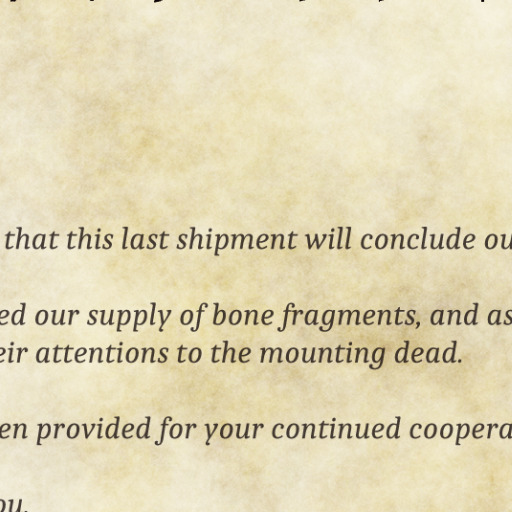 that this last shipment will conclude ou
ed our supply of bone fragments, and as
eir attentions to the mounting dead.
en provided for your continued coopera
ou.